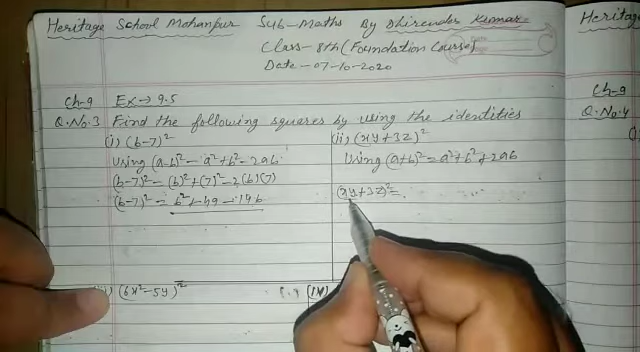 Heritage School Mohanpur Sub-Maths By Dhirender Kumar
Class-8th (Foundation Course)
Date-07-10-2020
Ch-9 Ex→9.5
Q.No.3 Find the following squares by using the identities
(i) (b-7)²
Using (a-b)² = a²+b²-2ab
(b-7)² = (b)²+(7)²-2(b)(7)
(b-7)² = b²+49-14b
(ii) (xy+3z)²
Using (a+b)² = a²+b²+2ab
(xy+3z)² =
(6x²-5y)²
(iv)
Heritage
Ch-9
Q.No.4